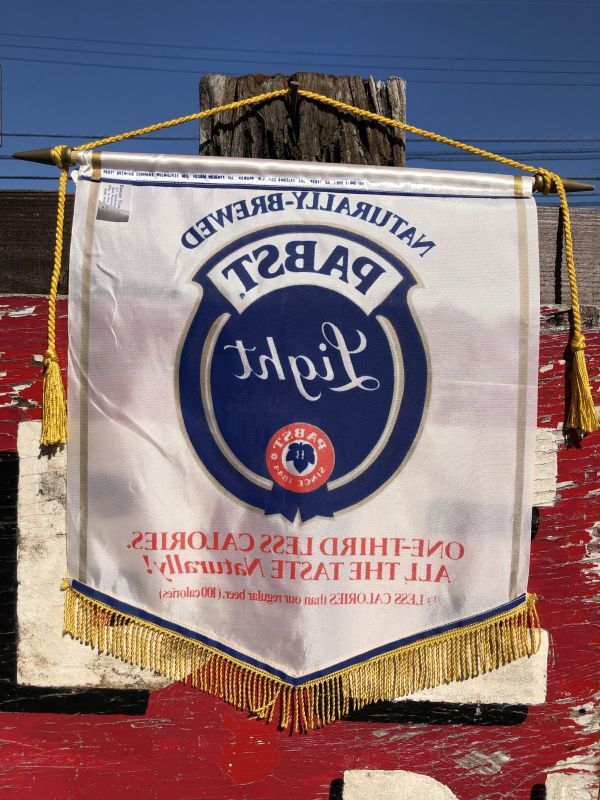 NATURALLY-BREWED
PABST
Light
PABST
B
SINCE 1844
ONE-THIRD LESS CALORIES.
ALL THE TASTE Naturally!
LESS CALORIES than our regular beer. (100 calories)